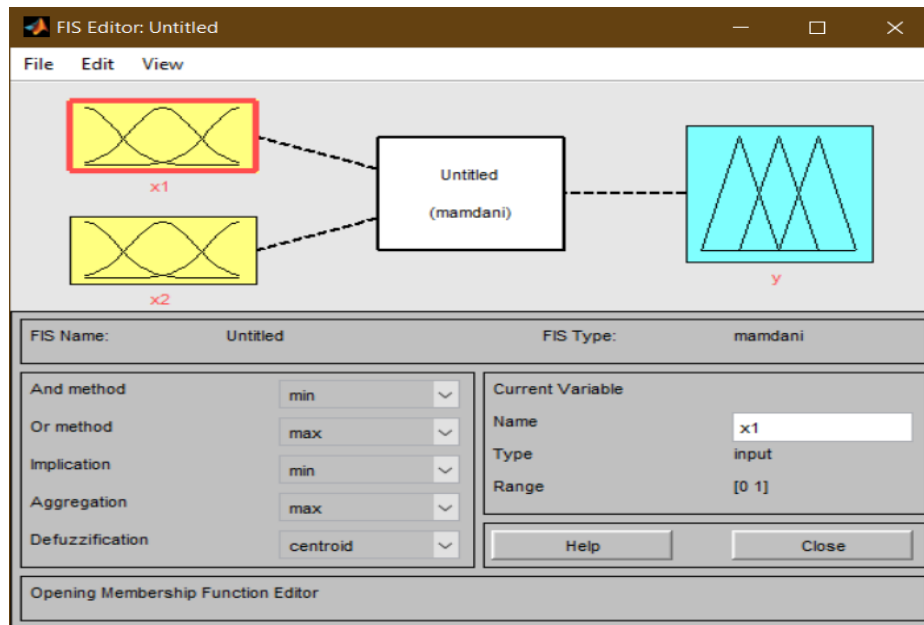 FIS Editor: Untitled
File Edit View
x1
x2
Untitled
(mamdani)
y
FIS Name: Untitled
FIS Type: mamdani
And method min
Or method max
Implication min
Aggregation max
Defuzzification centroid
Current Variable
Name x1
Type input
Range [0 1]
Help Close
Opening Membership Function Editor